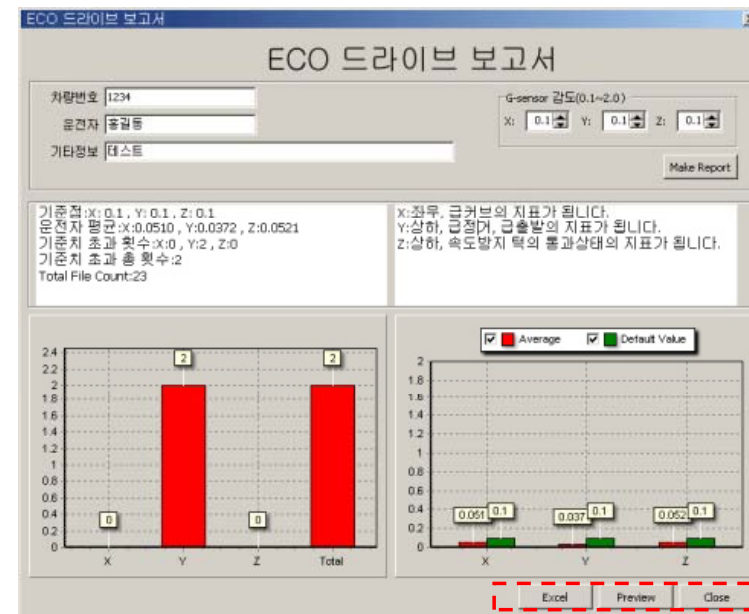 ECO 드라이브 보고서
ECO 드라이브 보고서
차량번호 1234
운전자 홍길동
기타정보 테스트
G-sensor 감도(0.1~2.0)
X: 0.1 Y: 0.1 Z: 0.1
Make Report
기준점:X: 0.1 , Y: 0.1 , Z: 0.1
운전자 평균:X:0.0510 , Y:0.0372 , Z:0.0521
기준치 초과 횟수:X:0 , Y:2 , Z:0
기준치 초과 총 횟수:2
Total File Count:23
X:좌우, 급커브의 지표가 됩니다.
Y:상하, 급정거, 급출발의 지표가 됩니다.
Z:상하, 속도방지 턱의 통과상태의 지표가 됩니다.
2.4
2.2
2
1.8
1.6
1.4
1.2
1
0.8
0.6
0.4
0.2
0
0 2 0 2
X Y Z Total
Average Default Value
2
1.8
1.6
1.4
1.2
1
0.8
0.6
0.4
0.2
0
0.051 0.1 0.037 0.1 0.052 0.1
X Y Z
Excel Preview Close